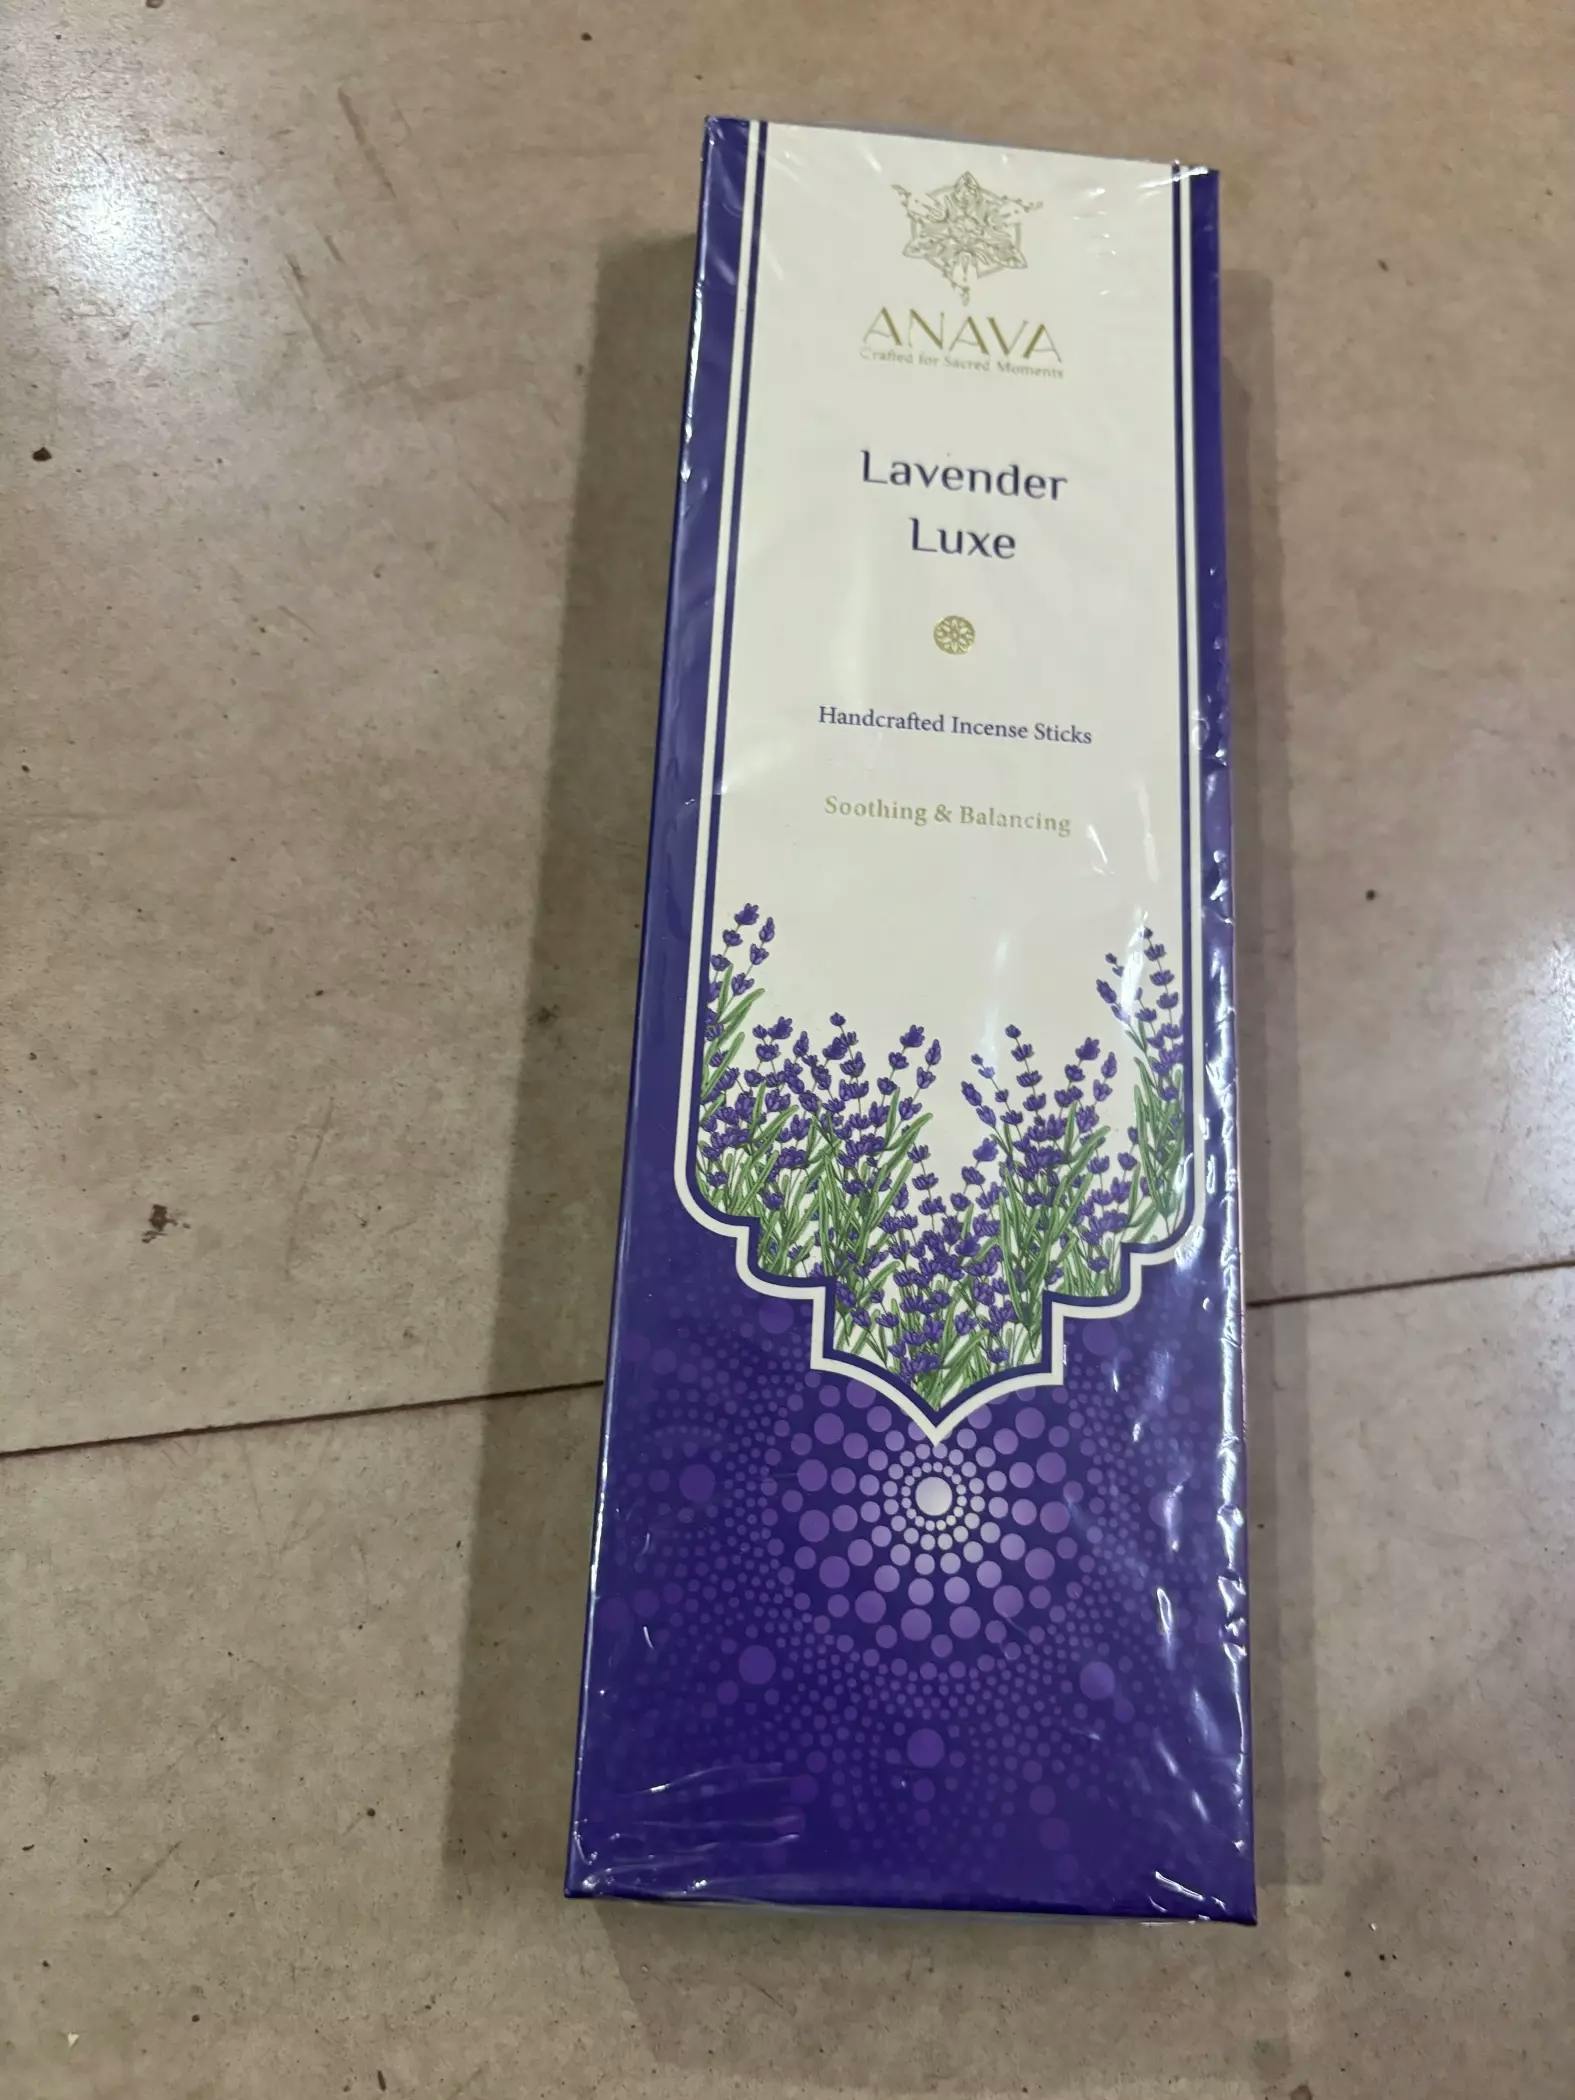 ANAVA
Crafted for Sacred Moments
Lavender
Luxe
Handcrafted Incense Sticks
Soothing & Balancing